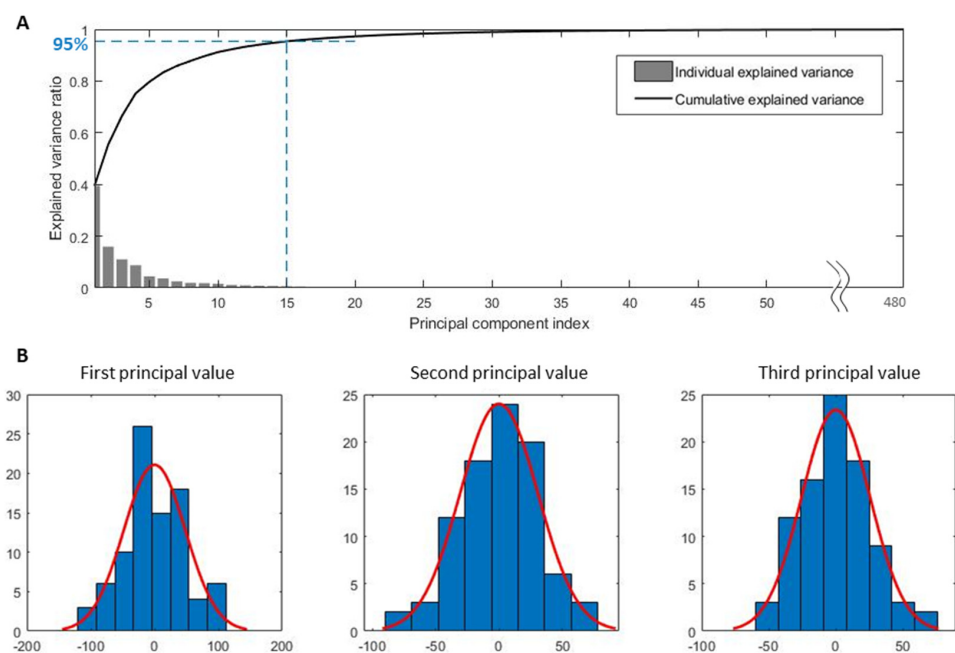 A
95%
1
0.8
0.6
0.4
0.2
0
Explained variance ratio
Individual explained variance
Cumulative explained variance
5 10 15 20 25 30 35 40 45 50 480
Principal component index
B
First principal value
30
25
20
15
10
5
0
-200 -100 0 100 200
Second principal value
25
20
15
10
5
0
-100 -50 0 50
Third principal value
25
20
15
10
5
0
-100 -50 0 50